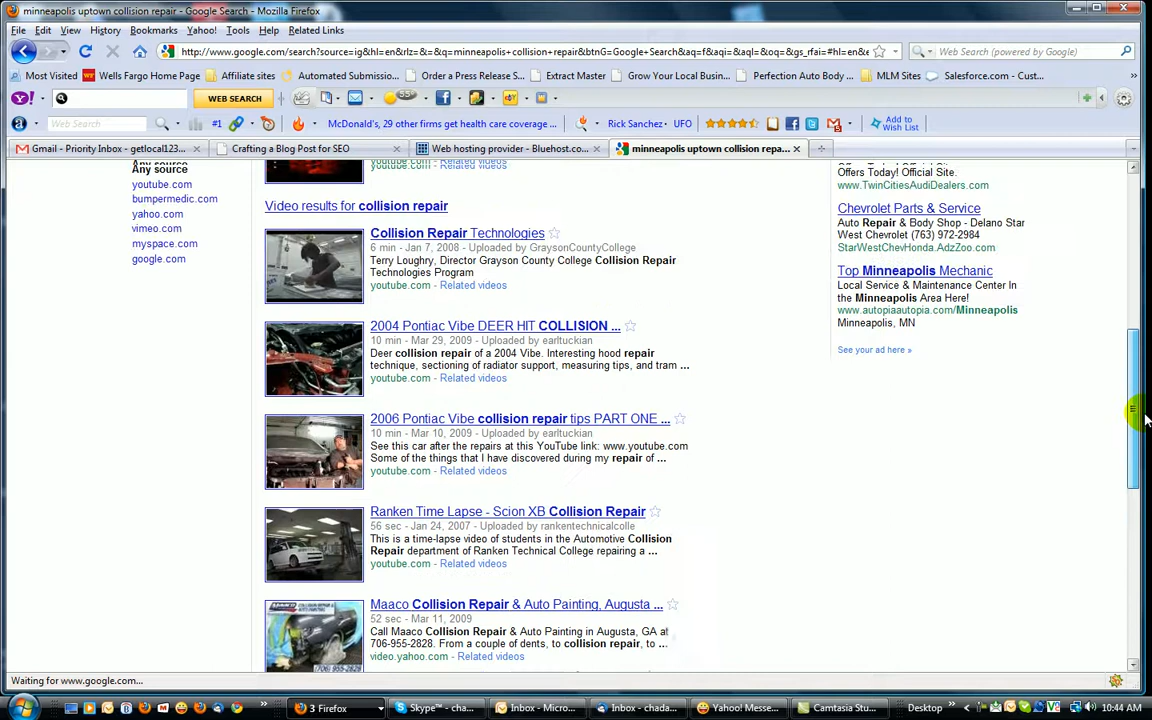 minneapolis uptown collision repair - Google Search - Mozilla Firefox
File Edit View History Bookmarks Yahoo! Tools Help Related Links
http://www.google.com/search?source=ig&hl=en&rlz=&=&q=minneapolis+collision+repair&btnG=Google+Search&aq=f&aqi=&aql=&oq=&gs_rfai=#hl=en&e
Web Search (powered by Google)
Most Visited Wells Fargo Home Page Affiliate sites Automated Submissio... Order a Press Release S... Extract Master Grow Your Local Busin... Perfection Auto Body ... MLM Sites Salesforce.com - Cust...
WEB SEARCH 55°
Web Search #1 McDonald's, 29 other firms get health care coverage ... Rick Sanchez - UFO Add to
Wish List
Gmail - Priority Inbox - getlocal123... Crafting a Blog Post for SEO Web hosting provider - Bluehost.co... minneapolis uptown collision repa...
Any source
youtube.com
bumpermedic.com
yahoo.com
vimeo.com
myspace.com
google.com
youtube.com - Related videos
Video results for collision repair
Collision Repair Technologies
6 min - Jan 7, 2008 - Uploaded by GraysonCountyCollege
Terry Loughry, Director Grayson County College Collision Repair
Technologies Program
youtube.com - Related videos
2004 Pontiac Vibe DEER HIT COLLISION ...
10 min - Mar 29, 2009 - Uploaded by earltuckian
Deer collision repair of a 2004 Vibe. Interesting hood repair
technique, sectioning of radiator support, measuring tips, and tram ...
youtube.com - Related videos
2006 Pontiac Vibe collision repair tips PART ONE ...
10 min - Mar 10, 2009 - Uploaded by earltuckian
See this car after the repairs at this YouTube link: www.youtube.com
Some of the things that I have discovered during my repair of ...
youtube.com - Related videos
Ranken Time Lapse - Scion XB Collision Repair
56 sec - Jan 24, 2007 - Uploaded by rankentechnicalcolle
This is a time-lapse video of students in the Automotive Collision
Repair department of Ranken Technical College repairing a ...
youtube.com - Related videos
Maaco Collision Repair & Auto Painting, Augusta ...
52 sec - Mar 11, 2009
Call Maaco Collision Repair & Auto Painting in Augusta, GA at
706-955-2828. From a couple of dents, to collision repair, to ...
video.yahoo.com - Related videos
(706) 955-2828
Offers Today! Official Site.
www.TwinCitiesAudiDealers.com
Chevrolet Parts & Service
Auto Repair & Body Shop - Delano Star
West Chevrolet (763) 972-2984
StarWestChevHonda.AdzZoo.com
Top Minneapolis Mechanic
Local Service & Maintenance Center In
the Minneapolis Area Here!
www.autopiaautopia.com/Minneapolis
Minneapolis, MN
See your ad here »
Waiting for www.google.com...
3 Firefox Skype™ - cha... Inbox - Micro... Inbox - chada... Yahoo! Messe... Camtasia Stu... Desktop 10:44 AM